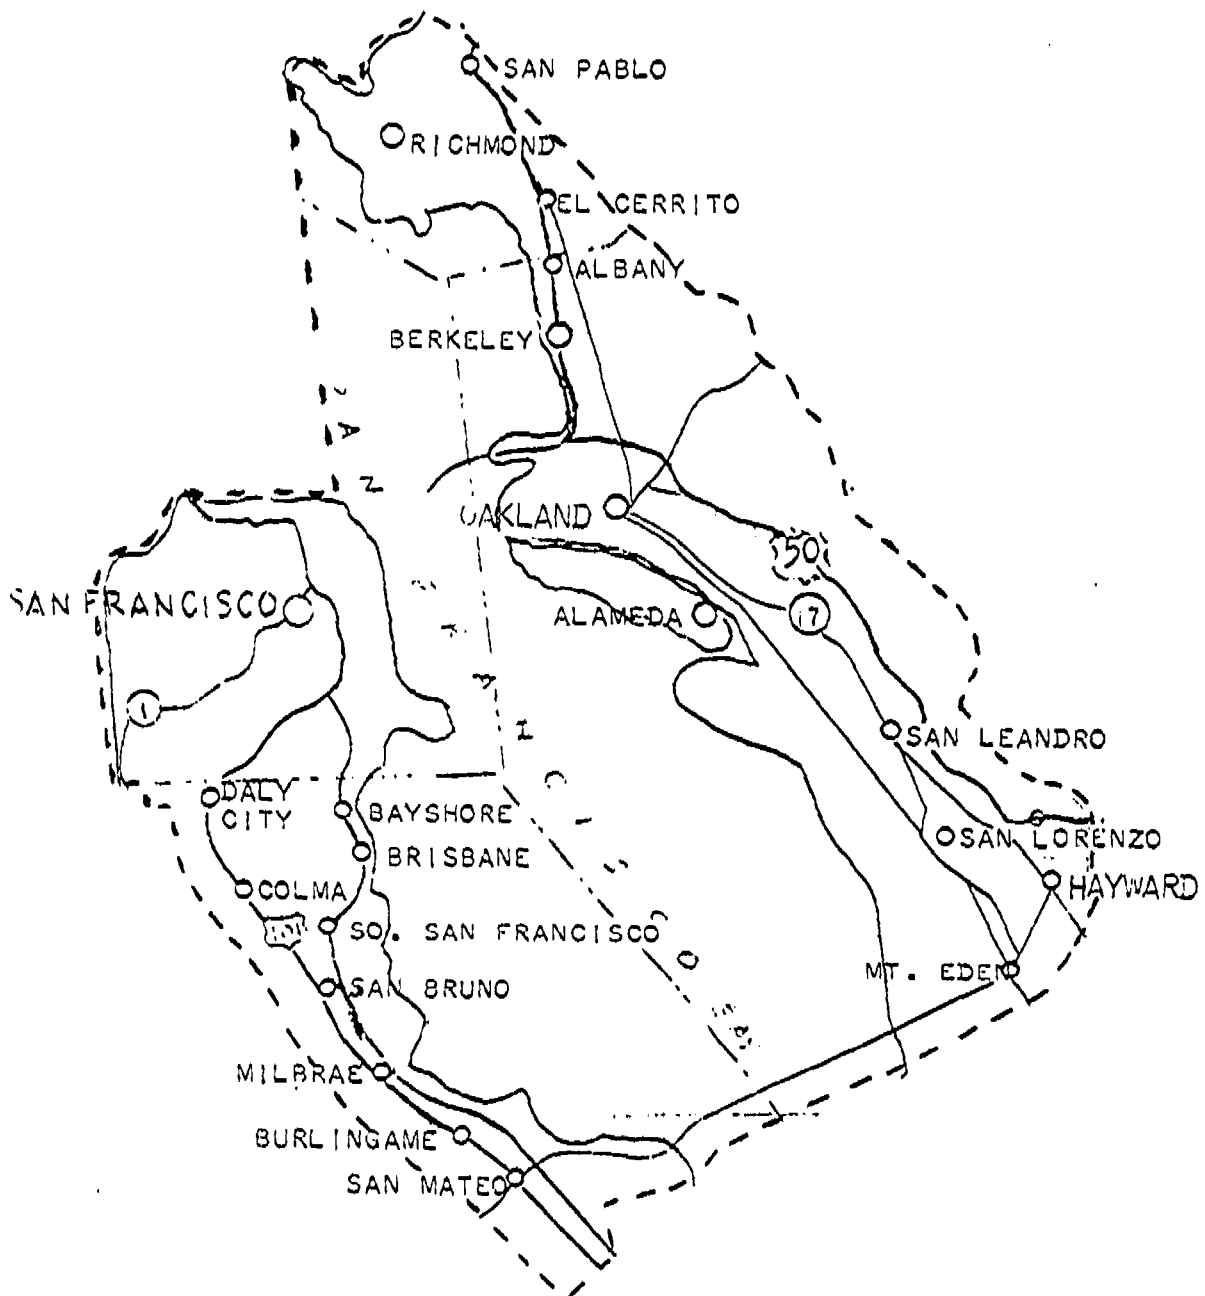 SAN PABLO
RICHMOND
EL CERRITO
ALBANY
BERKELEY
OAKLAND
50
SAN FRANCISCO
ALAMEDA
17
1
SAN LEANDRO
DALY
CITY
BAYSHORE
SAN LORENZO
BRISBANE
COLMA
HAYWARD
101
SO. SAN FRANCISCO
MT. EDEN
SAN BRUNO
MILBRAE
BURLINGAME
SAN MATEO